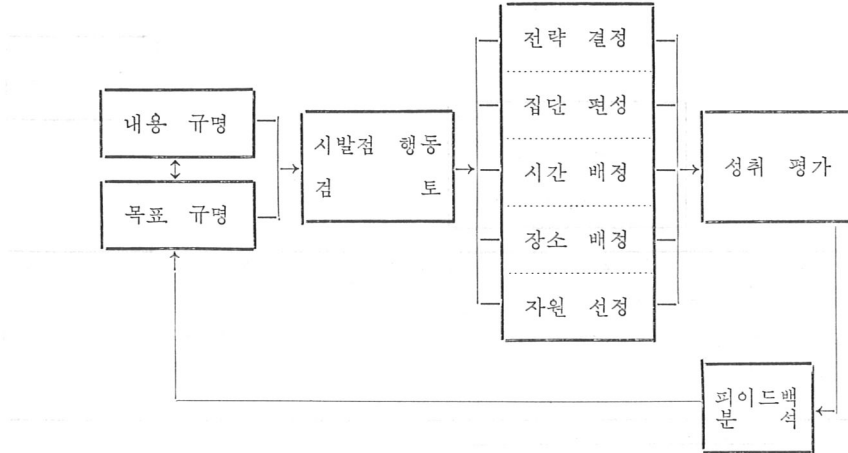 전략 결정
집단 편성
시간 배정
장소 배정
자원 선정
내용 규명
목표 규명
시발점 행동
검 토
성취 평가
피이드백
분 석